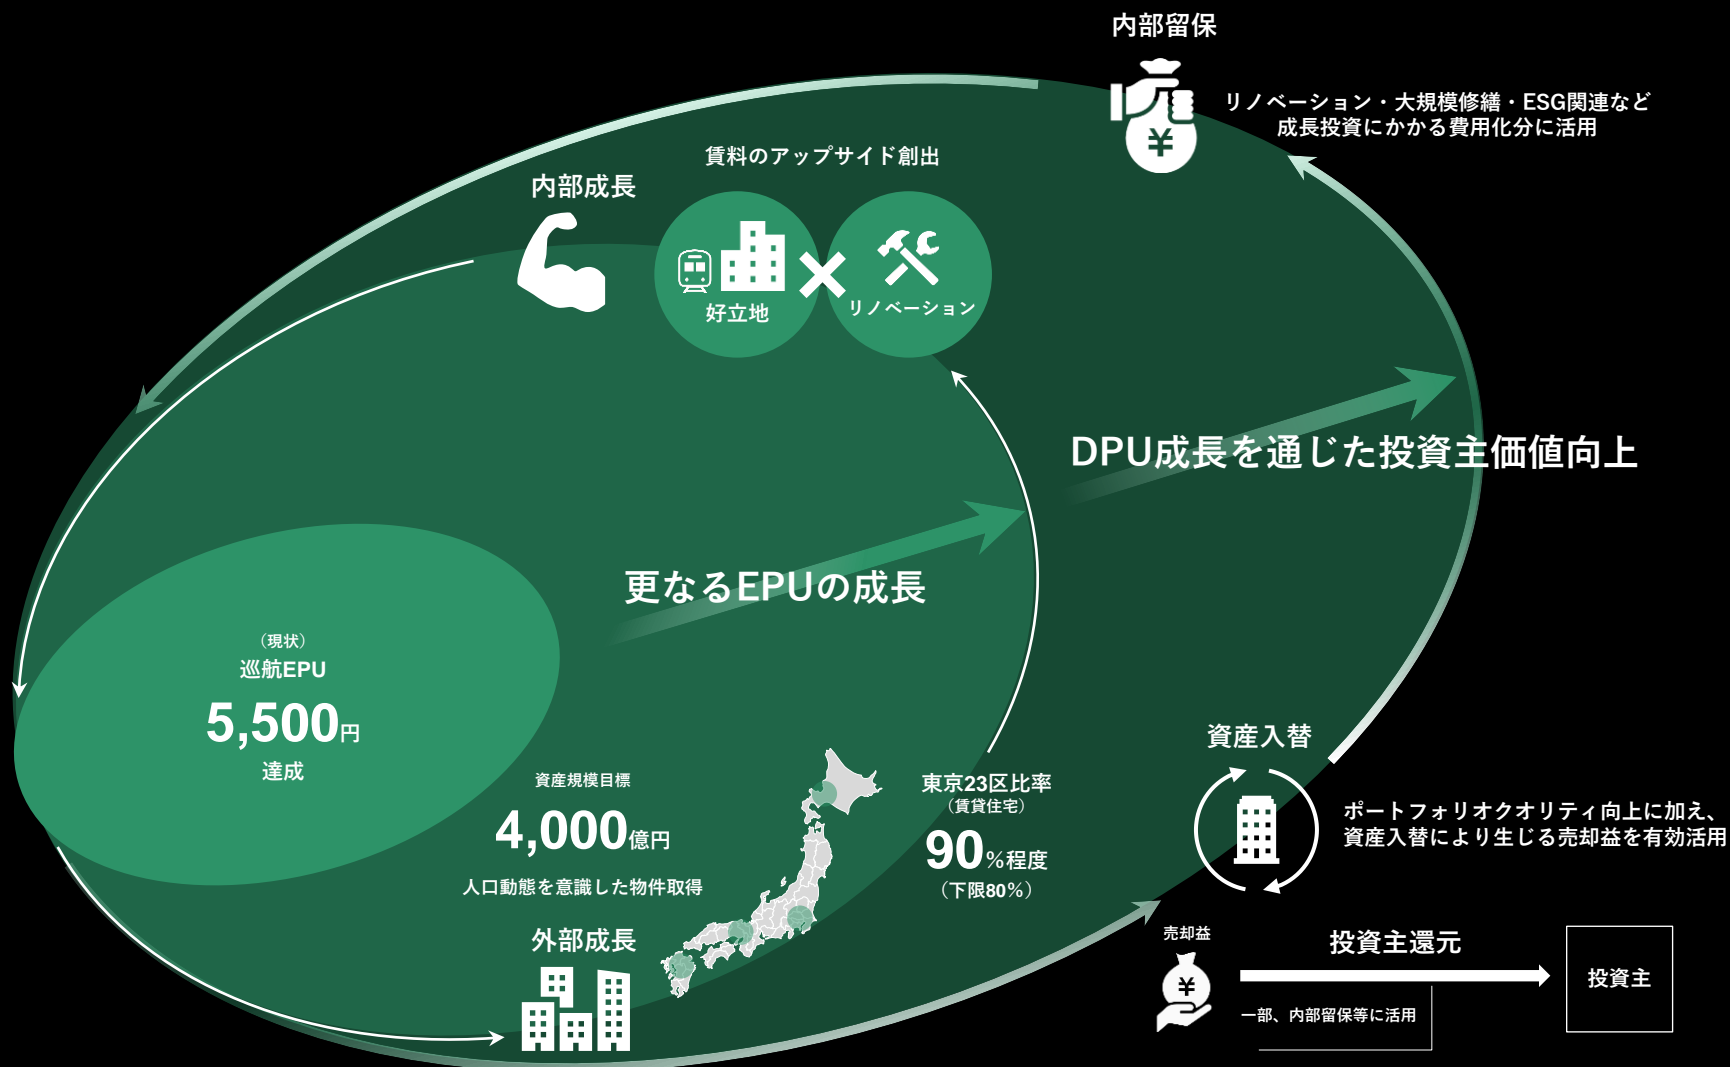 内部留保
リノベーション・大規模修繕・ESG関連など
成長投資にかかる費用化分に活用
賃料のアップサイド創出
内部成長
好立地
リノベーション
DPU成長を通じた投資主価値向上
更なるEPUの成長
（現状）
巡航EPU
5,500円
達成
資産規模目標
4,000億円
人口動態を意識した物件取得
外部成長
東京23区比率
（賃貸住宅）
90%程度
（下限80%）
資産入替
ポートフォリオクオリティ向上に加え、
資産入替により生じる売却益を有効活用
売却益
¥
¥
投資主還元
投資主
一部、内部留保等に活用